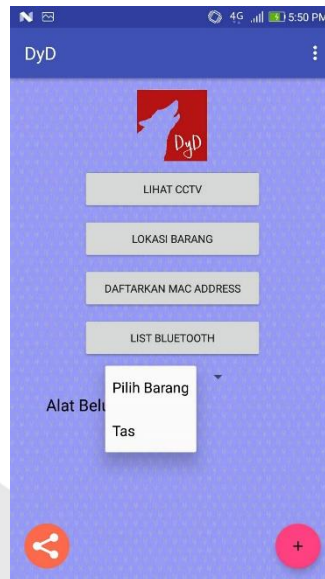 4G 5:50 PM
DyD
DyD
LIHAT CCTV
LOKASI BARANG
DAFTARKAN MAC ADDRESS
LIST BLUETOOTH
Pilih Barang
Alat
Tas
+